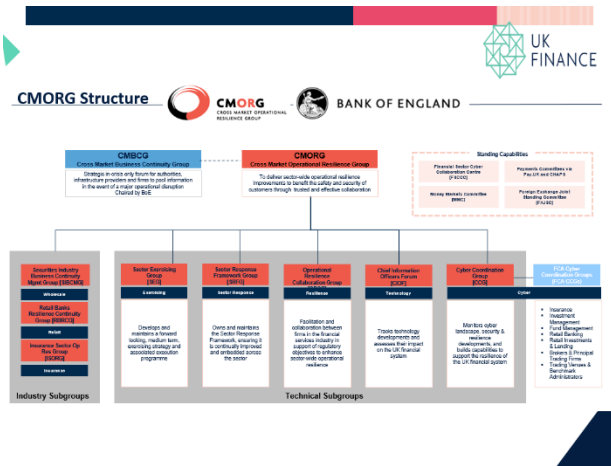 UK
FINANCE
CMORG Structure
CMORG
CROSS MARKET OPERATIONAL
RESILIENCE GROUP
BANK OF ENGLAND
CMBCG
Cross Market Business Continuity Group
Strategic in-crisis only forum for authorities,
infrastructure providers and firms to pool information
in the event of a major operational disruption
Chaired by BoE
CMORG
Cross Market Operational Resilience Group
To deliver sector-wide operational resilience
improvements to benefit the safety and security of
customers through trusted and effective collaboration
Standing Capabilities
Financial Sector Cyber
Collaboration Centre
[FSCCC]
Payments Committees via
Pay.UK and CHAPS
Money Markets Committee
[MMC]
Foreign Exchange Joint
Standing Committee
[FXJSC]
Securities Industry
Business Continuity
Mgmt Group [SIBCMG]
Wholesale
Retail Banks
Resilience Continuity
Group [RBRCG]
Retail
Insurance Sector Op
Res Group
[ISORG]
Insurance
Industry Subgroups
Sector Exercising
Group
[SEG]
Exercising
Develops and
maintains a forward
looking, medium term,
exercising strategy and
associated execution
programme
Sector Response
Framework Group
[SRFG]
Sector Response
Owns and maintains
the Sector Response
Framework, ensuring it
is continually improved
and embedded across
the sector
Operational
Resilience
Collaboration Group
Resilience
Facilitation and
collaboration between
firms in the financial
services industry in
support of regulatory
objectives to enhance
sector-wide operational
resilience
Chief Information
Officers Forum
[CIOF]
Technology
Tracks technology
developments and
assesses their impact
on the UK financial
system
Cyber Coordination
Group
[CCG]
Cyber
Monitors cyber
landscape, security &
resilience
developments, and
builds capabilities to
support the resilience of
the UK financial system
FCA Cyber
Coordination Groups
[FCA CCGs]
Insurance
Investment
Management
Fund Management
Retail Banking
Retail Investments
& Lending
Brokers & Principal
Trading Firms
Trading Venues &
Benchmark
Administrators
Technical Subgroups